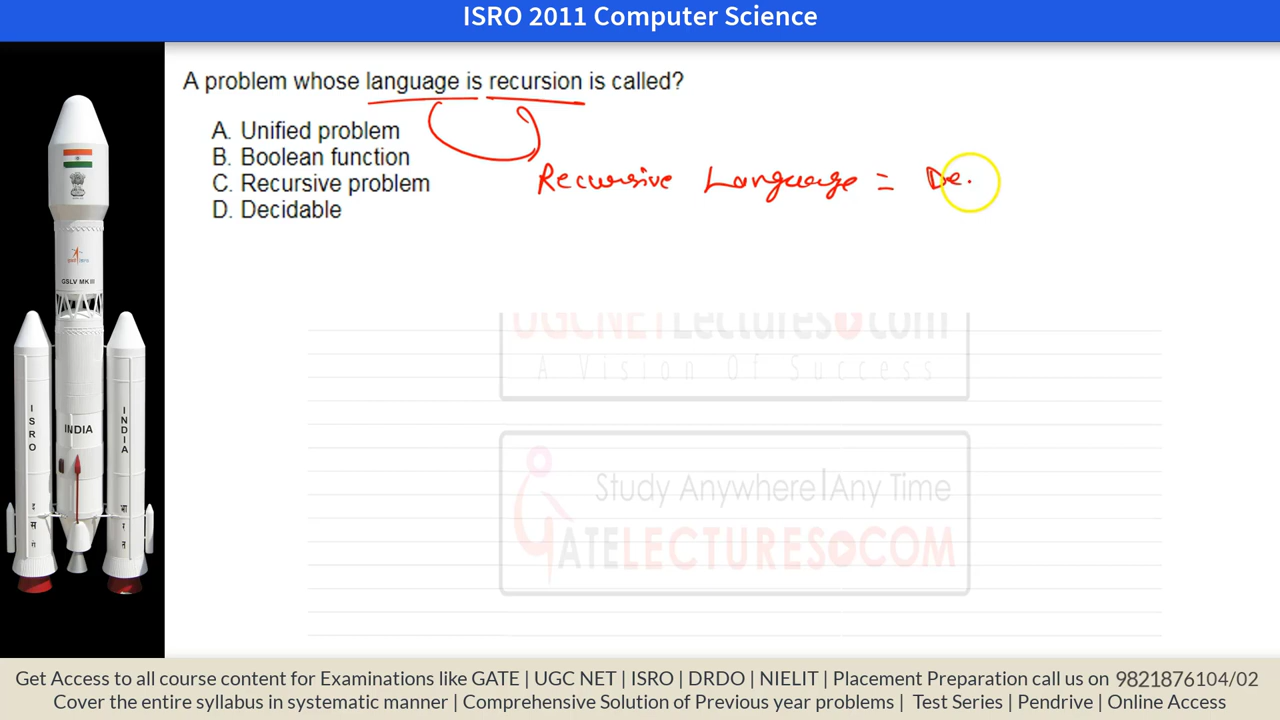 ISRO 2011 Computer Science
A problem whose language is recursion is called?
A. Unified problem
B. Boolean function
C. Recursive problem
D. Decidable
Recursive Language = De.
GSLV MK III
ISRO
INDIA
INDIA
UGCNETLectures.com
A Vision Of Success
Study Anywhere|Any Time
GATELECTURES.COM
Get Access to all course content for Examinations like GATE | UGC NET | ISRO | DRDO | NIELIT | Placement Preparation call us on 9821876104/02
Cover the entire syllabus in systematic manner | Comprehensive Solution of Previous year problems | Test Series | Pendrive | Online Access